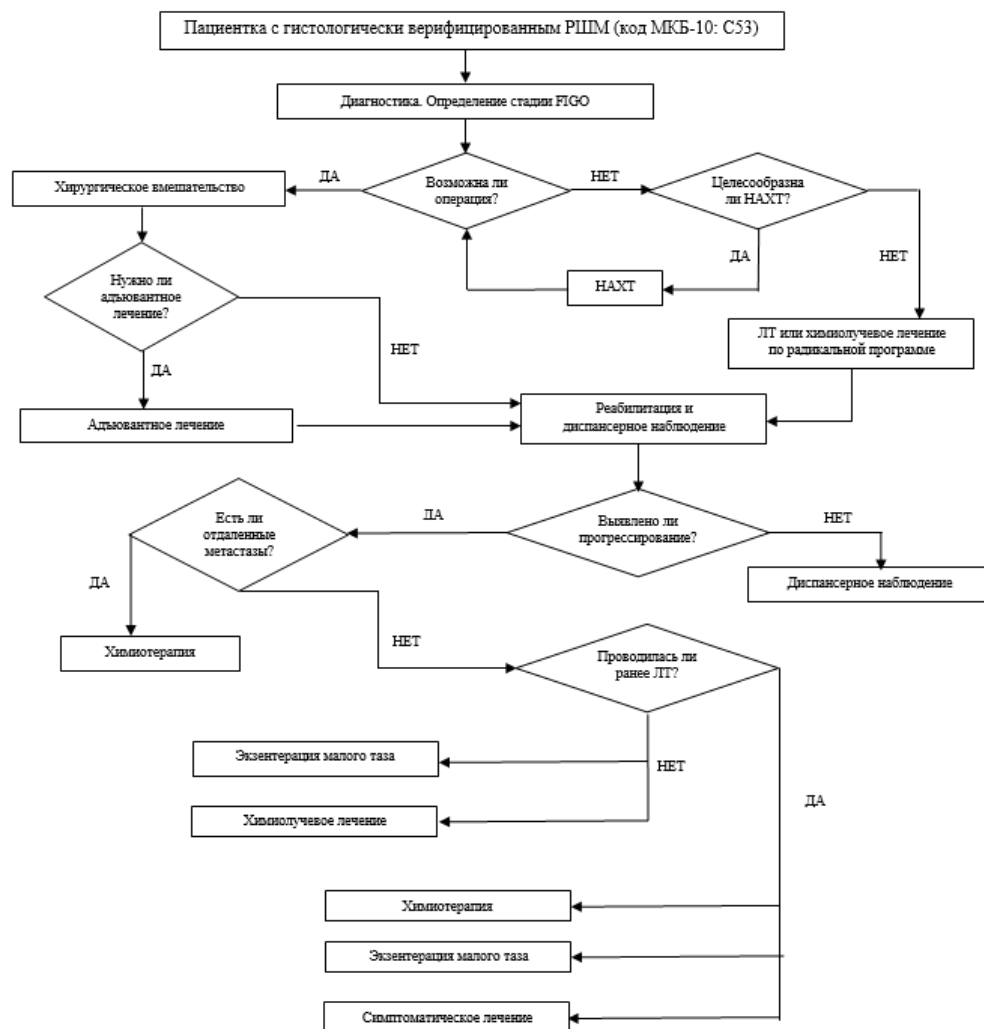 Пациентка с гистологически верифицированным РШМ (код МКБ-10: С53)
Диагностика. Определение стадии FIGO
Хирургическое вмешательство
ДА
Возможна ли
операция?
НЕТ
Целесообразна
ли НАХТ?
ДА
НЕТ
НАХТ
Нужно ли
адъювантное
лечение?
НЕТ
ДА
ЛТ или химиолучевое лечение
по радикальной программе
Адъювантное лечение
Реабилитация и
диспансерное наблюдение
Есть ли
отдаленные
метастазы?
ДА
Выявлено ли
прогрессирование?
НЕТ
ДА
Диспансерное наблюдение
Химиотерапия
НЕТ
Проводилась ли
ранее ЛТ?
Экзентерация малого таза
НЕТ
ДА
Химиолучевое лечение
Химиотерапия
Экзентерация малого таза
Симптоматическое лечение